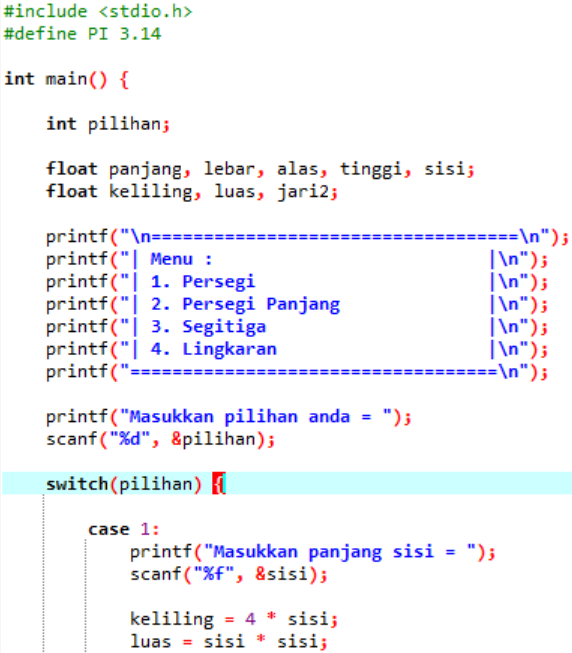 #include <stdio.h>
#define PI 3.14
int main() {
int pilihan;
float panjang, lebar, alas, tinggi, sisi;
float keliling, luas, jari2;
printf("\n===================================\n");
printf("| Menu :                          |\n");
printf("| 1. Persegi                      |\n");
printf("| 2. Persegi Panjang              |\n");
printf("| 3. Segitiga                     |\n");
printf("| 4. Lingkaran                    |\n");
printf("===================================\n");
printf("Masukkan pilihan anda = ");
scanf("%d", &pilihan);
switch(pilihan) {
case 1:
printf("Masukkan panjang sisi = ");
scanf("%f", &sisi);
keliling = 4 * sisi;
luas = sisi * sisi;